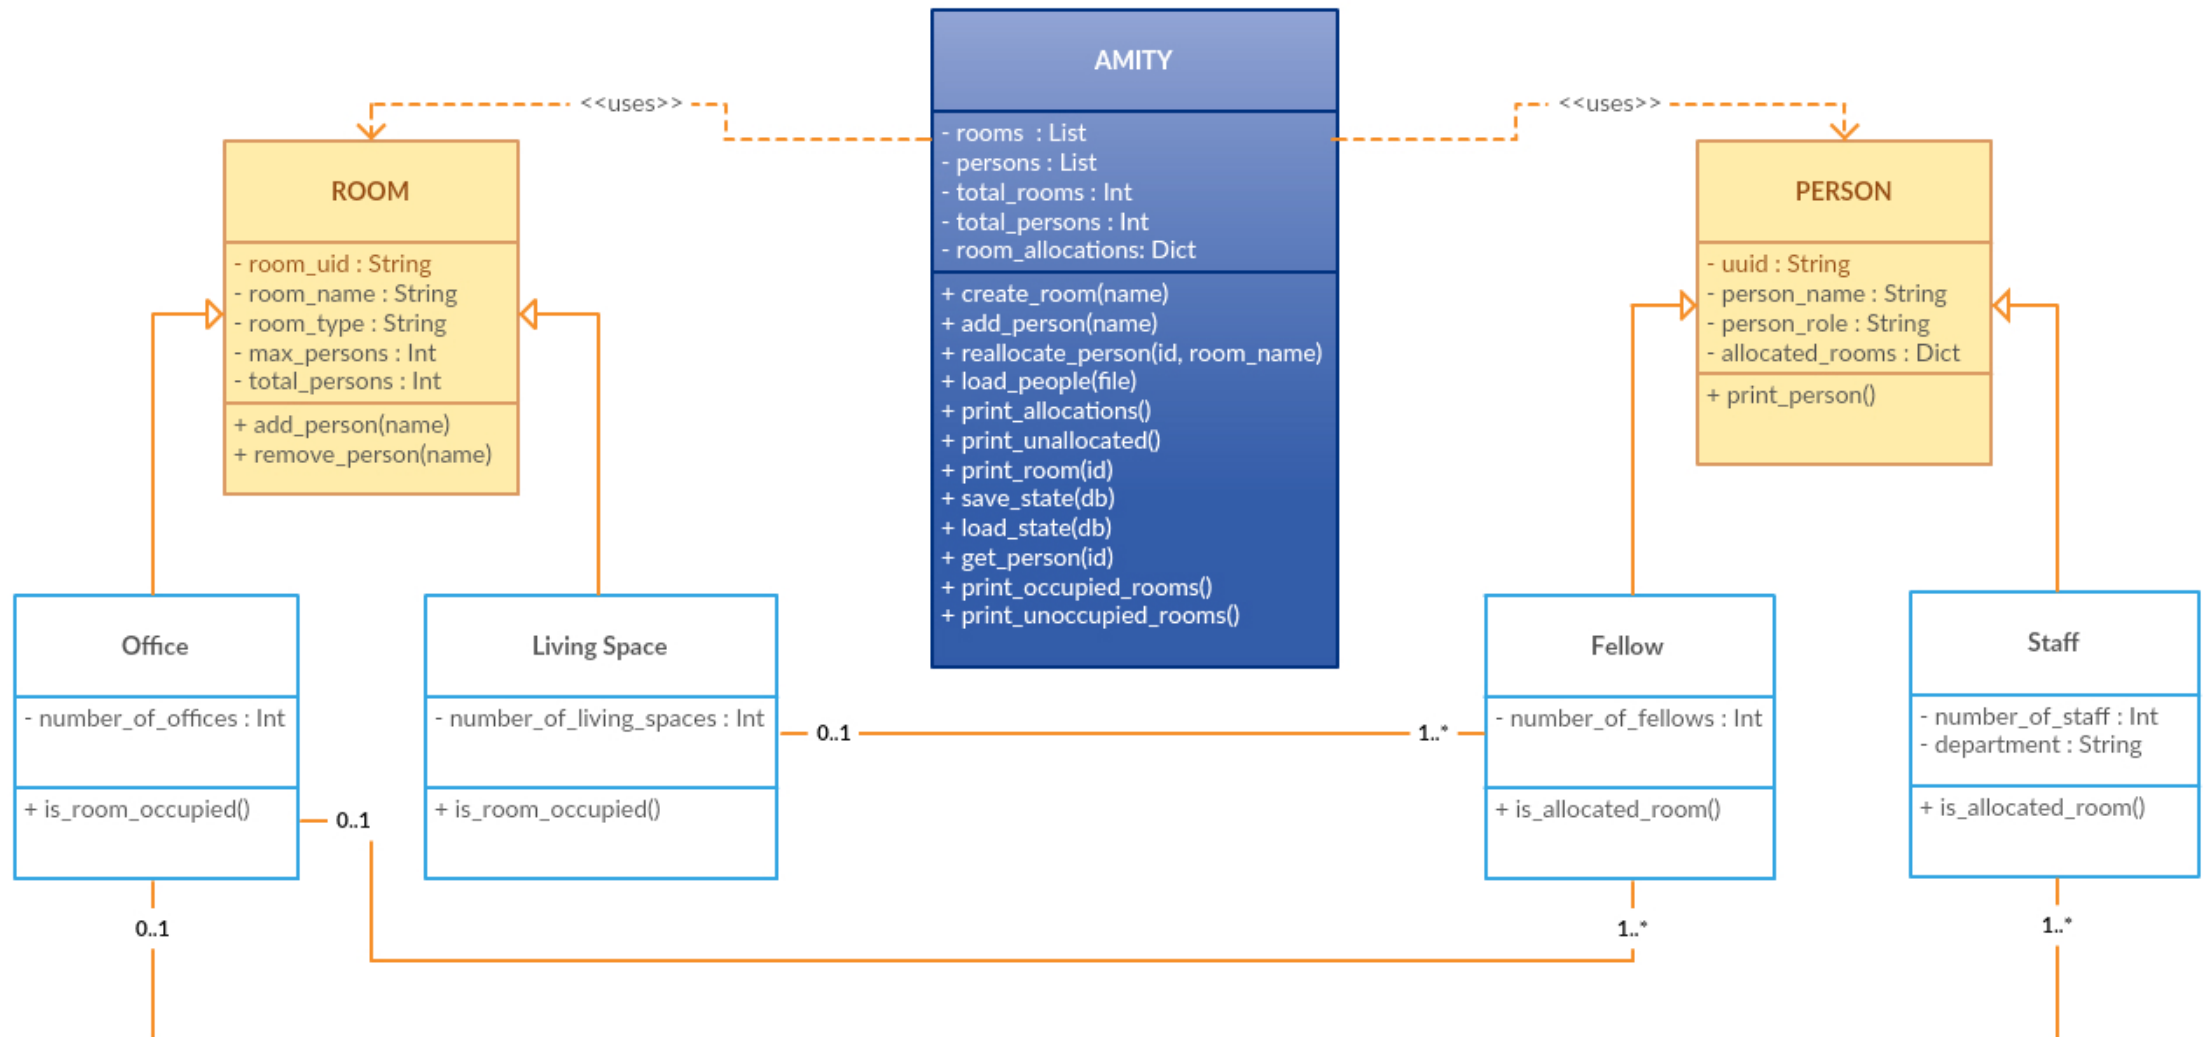 AMITY
- rooms : List
- persons : List
- total_rooms : Int
- total_persons : Int
- room_allocations: Dict
+ create_room(name)
+ add_person(name)
+ reallocate_person(id, room_name)
+ load_people(file)
+ print_allocations()
+ print_unallocated()
+ print_room(id)
+ save_state(db)
+ load_state(db)
+ get_person(id)
+ print_occupied_rooms()
+ print_unoccupied_rooms()
<<uses>>
<<uses>>
ROOM
- room_uid : String
- room_name : String
- room_type : String
- max_persons : Int
- total_persons : Int
+ add_person(name)
+ remove_person(name)
PERSON
- uuid : String
- person_name : String
- person_role : String
- allocated_rooms : Dict
+ print_person()
Office
- number_of_offices : Int
+ is_room_occupied()
Living Space
- number_of_living_spaces : Int
+ is_room_occupied()
Fellow
- number_of_fellows : Int
+ is_allocated_room()
Staff
- number_of_staff : Int
- department : String
+ is_allocated_room()
0..1
1..*
0..1
0..1
1..*
1..*